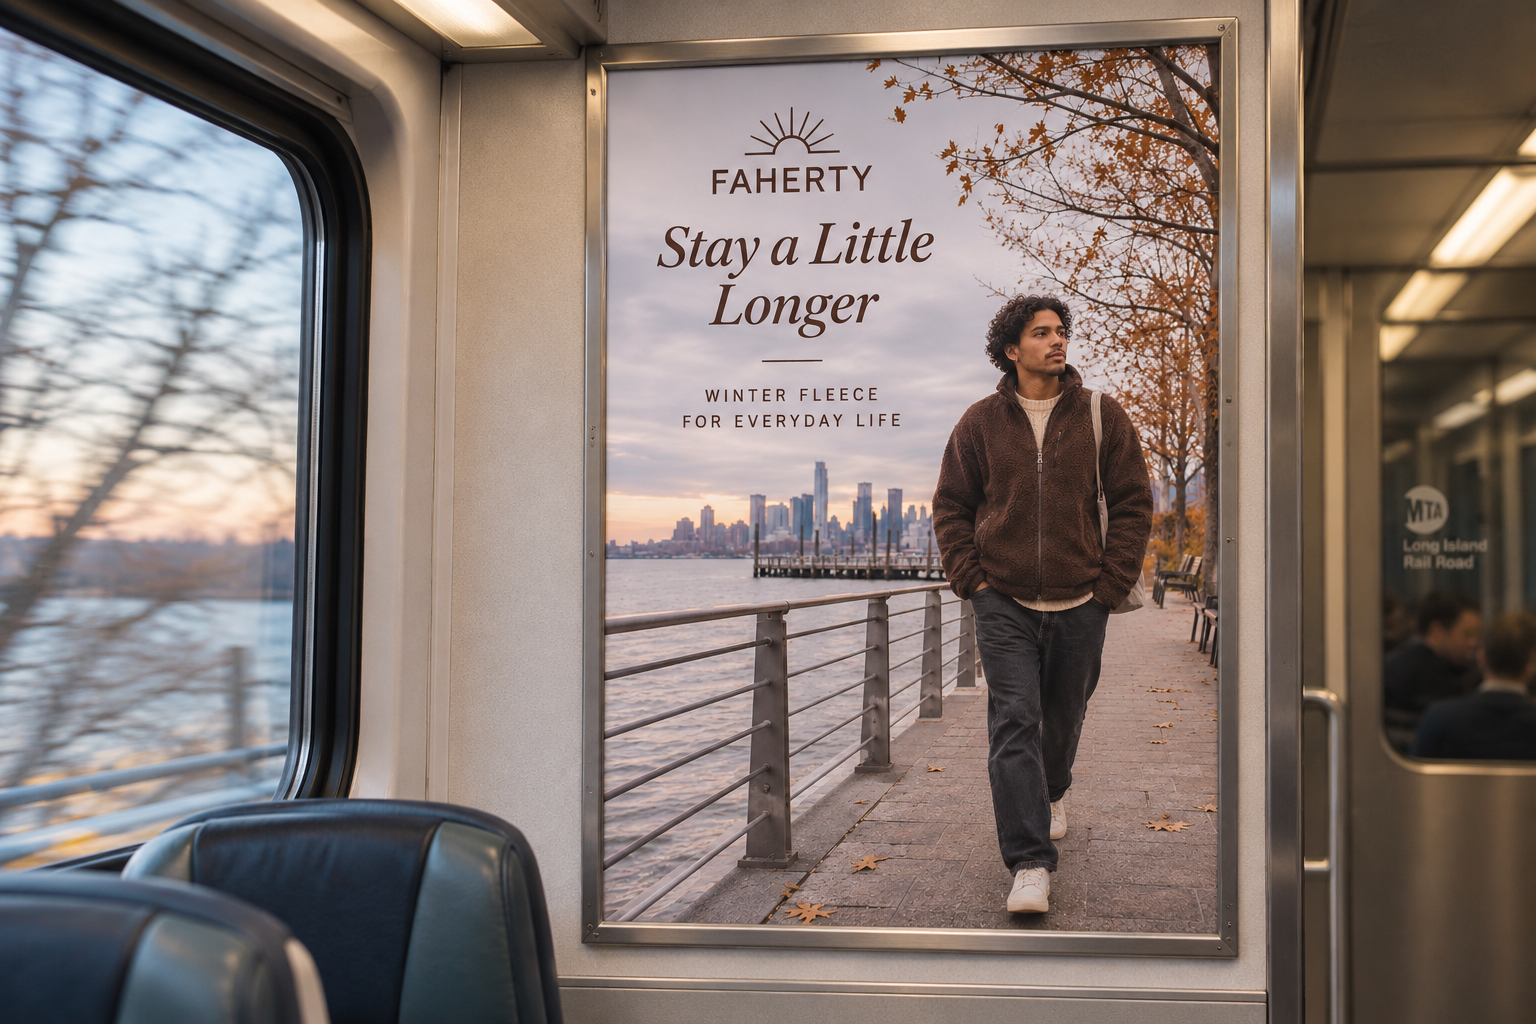 FAHERTY
Stay a Little
Longer
WINTER FLEECE
FOR EVERYDAY LIFE
MTA
Long Island
Rail Road